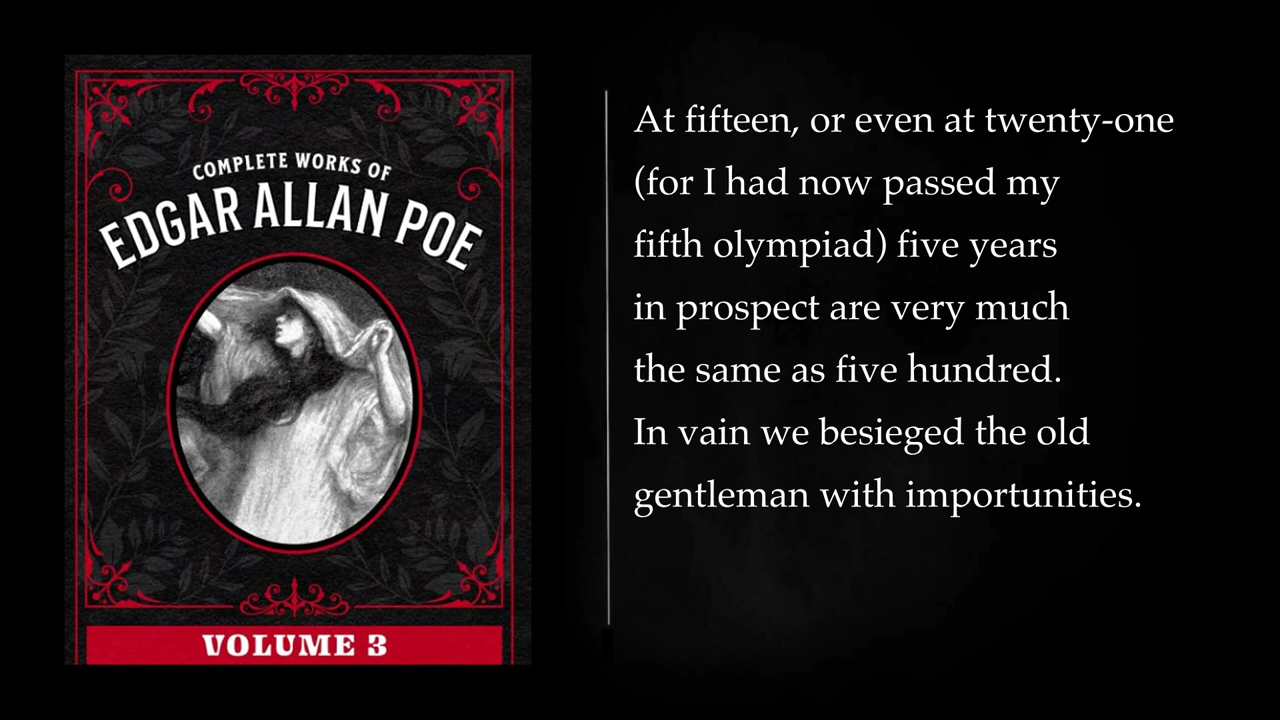 COMPLETE WORKS OF
EDGAR ALLAN POE
VOLUME 3
At fifteen, or even at twenty-one
(for I had now passed my
fifth olympiad) five years
in prospect are very much
the same as five hundred.
In vain we besieged the old
gentleman with importunities.